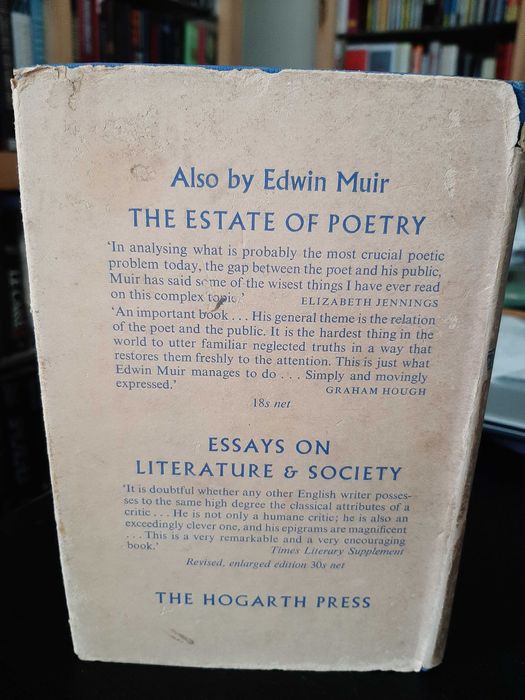 Also by Edwin Muir
THE ESTATE OF POETRY
‘In analysing what is probably the most crucial poetic
problem today, the gap between the poet and his public,
Muir has said some of the wisest things I have ever read
on this complex topic.’ ELIZABETH JENNINGS
‘An important book . . . His general theme is the relation
of the poet and the public. It is the hardest thing in the
world to utter familiar neglected truths in a way that
restores them freshly to the attention. This is just what
Edwin Muir manages to do . . . Simply and movingly
expressed.’ GRAHAM HOUGH
18s net
ESSAYS ON
LITERATURE & SOCIETY
‘It is doubtful whether any other English writer posses-
ses to the same high degree the classical attributes of a
critic . . . He is not only a humane critic; he is also an
exceedingly clever one, and his epigrams are magnificent
. . . This is a very remarkable and a very encouraging
book.’ Times Literary Supplement
Revised, enlarged edition 30s net
THE HOGARTH PRESS